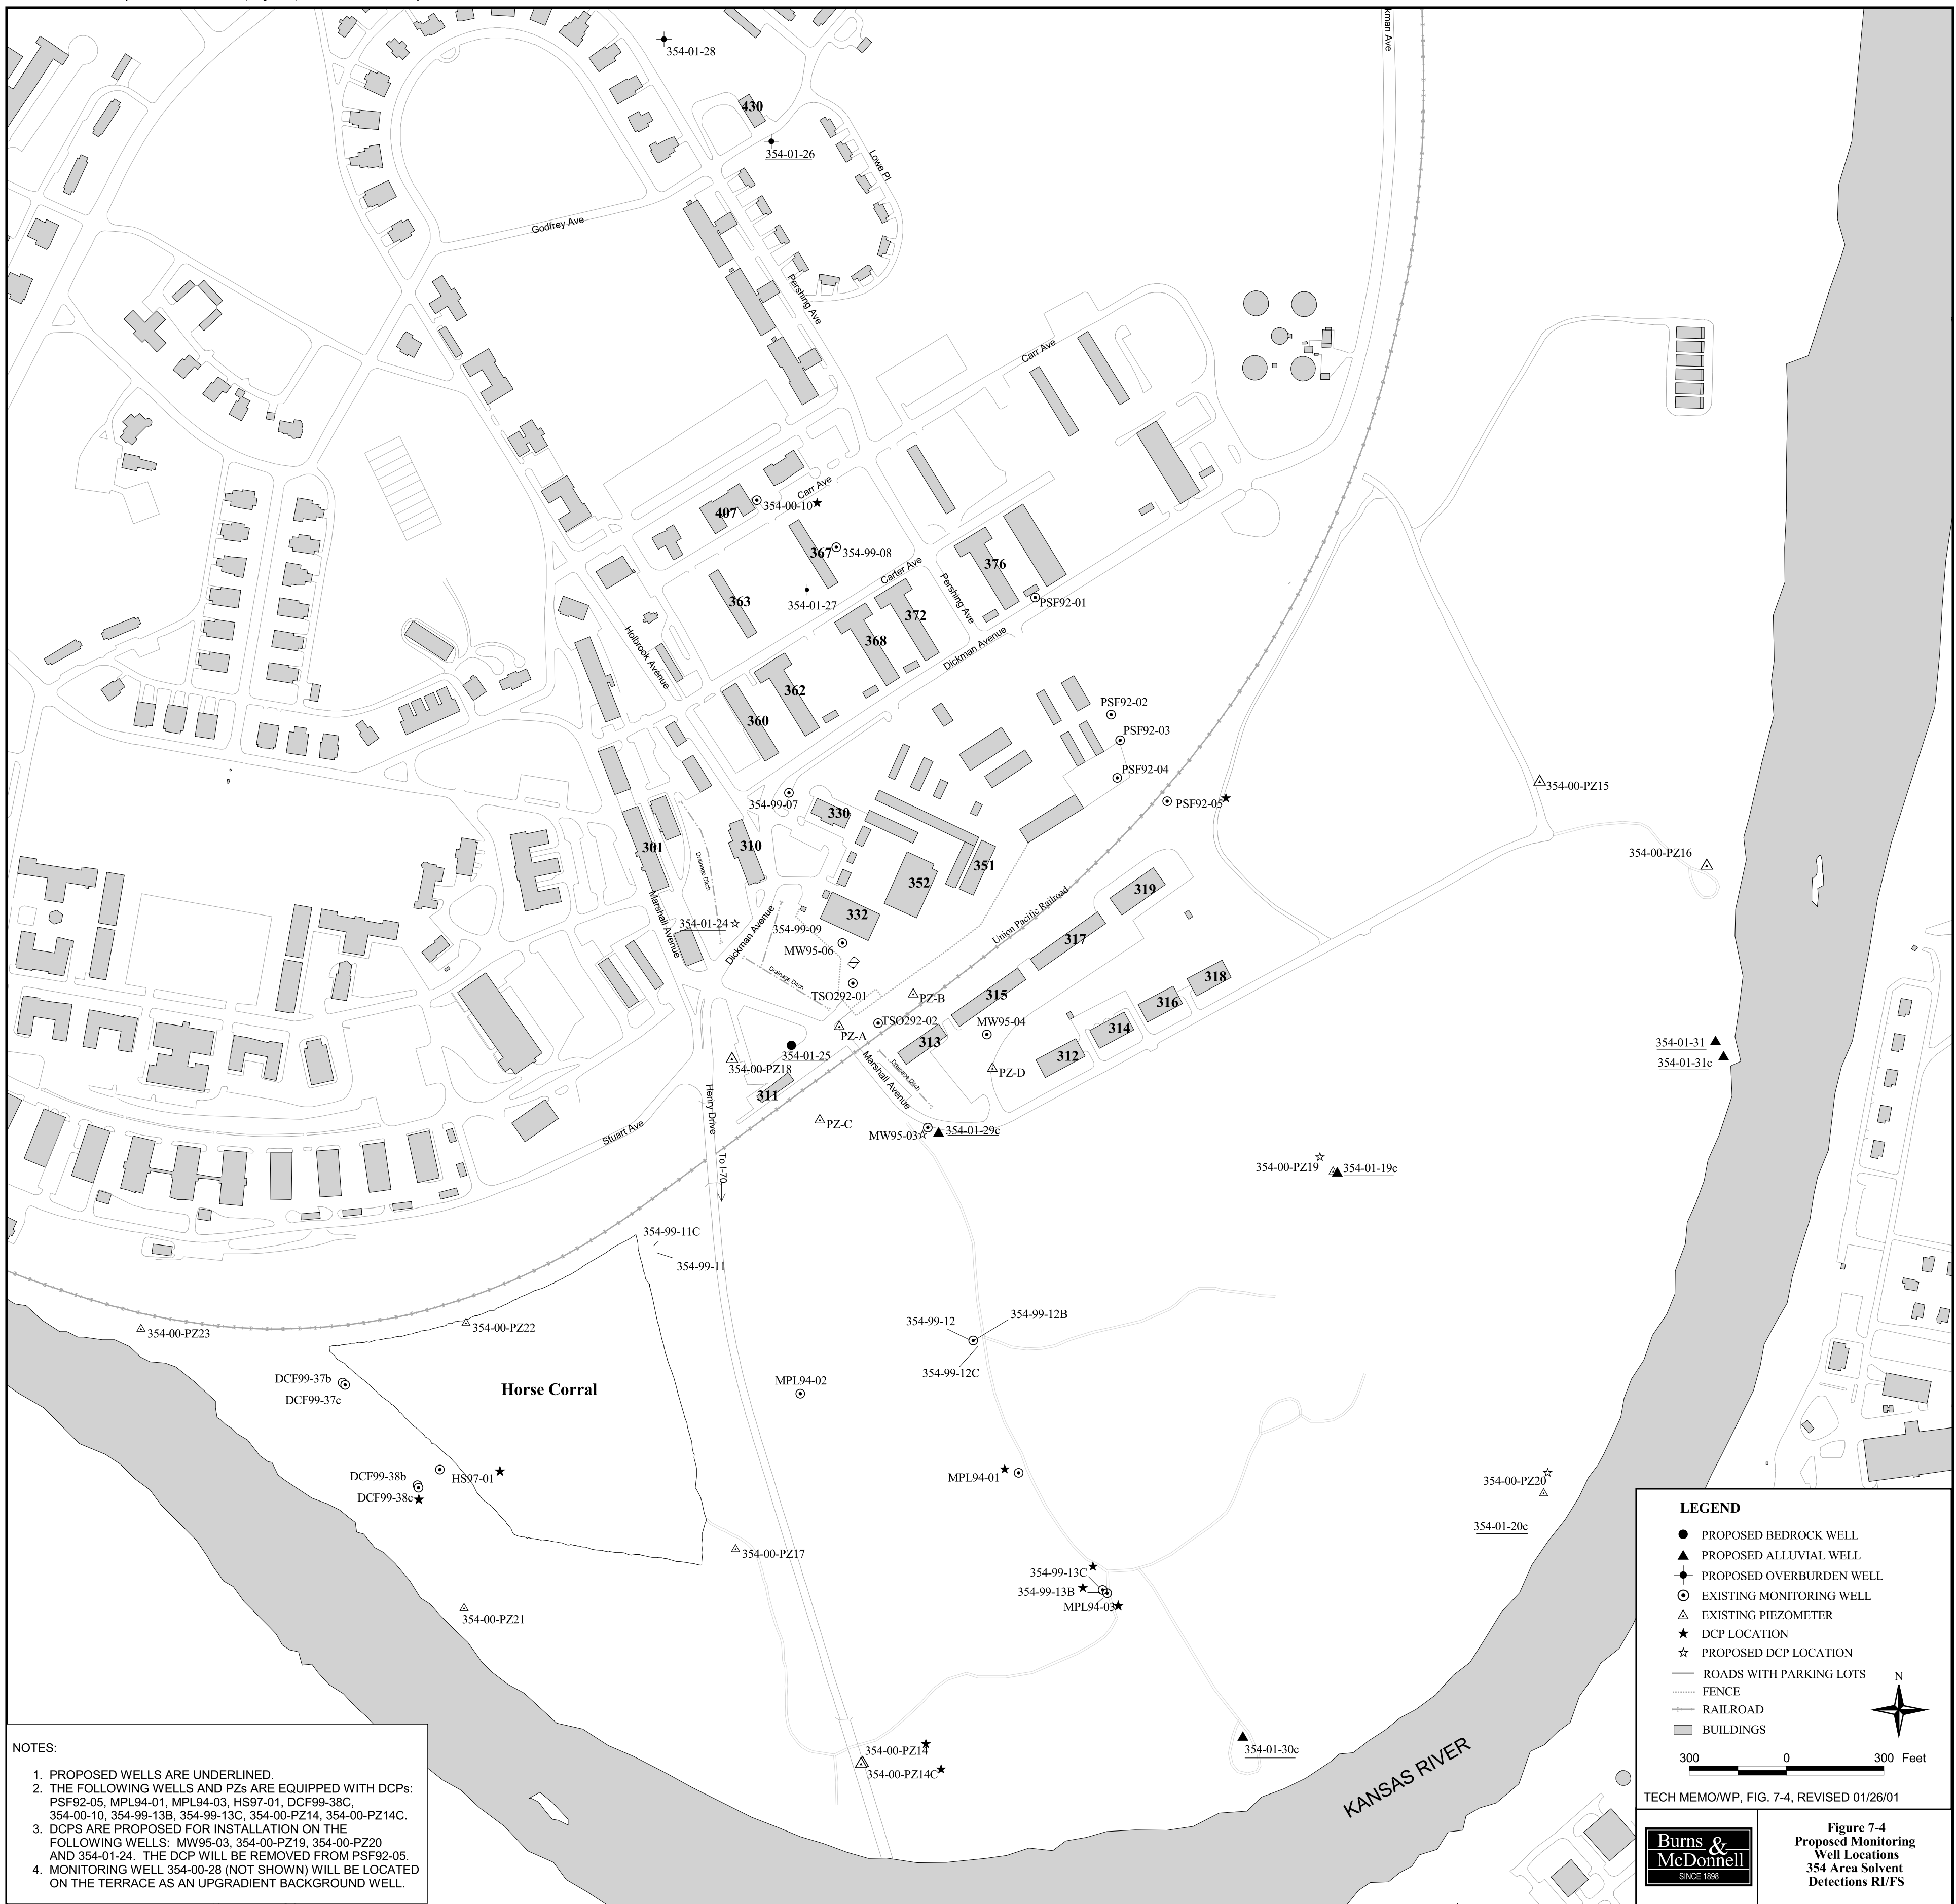 kman Ave
354-01-28
430
354-01-26
Lowe Pl
Godfrey Ave
Pershing Ave
Carr Ave
Carr Ave
407
354-00-10
367
354-99-08
376
Carter Ave
363
354-01-27
Pershing Ave
PSF92-01
372
368
Holbrook Avenue
Dickman Avenue
362
360
PSF92-02
PSF92-03
PSF92-04
354-00-PZ15
354-99-07
PSF92-05
330
301
310
Drainage Ditch
351
354-00-PZ16
352
319
332
Marshall Avenue
354-01-24
Dickman Avenue
354-99-09
Union Pacific Railroad
317
MW95-06
Drainage Ditch
318
TSO292-01
PZ-B
315
316
TSO292-02
MW95-04
PZ-A
314
313
354-01-31
354-01-25
312
354-01-31c
354-00-PZ18
Drainage Ditch
PZ-D
Marshall Avenue
311
Henry Drive
PZ-C
Stuart Ave
MW95-03
354-01-29c
To I-70
354-00-PZ19
354-01-19c
354-99-11C
354-99-11
354-99-12
354-99-12B
354-00-PZ23
354-00-PZ22
354-99-12C
DCF99-37b
DCF99-37c
Horse Corral
MPL94-02
DCF99-38b
HS97-01
MPL94-01
354-00-PZ20
DCF99-38c
354-01-20c
354-00-PZ17
354-99-13C
354-99-13B
MPL94-03
354-00-PZ21
354-00-PZ14
354-00-PZ14C
354-01-30c
KANSAS RIVER
LEGEND
PROPOSED BEDROCK WELL
PROPOSED ALLUVIAL WELL
PROPOSED OVERBURDEN WELL
EXISTING MONITORING WELL
EXISTING PIEZOMETER
DCP LOCATION
PROPOSED DCP LOCATION
ROADS WITH PARKING LOTS
FENCE
RAILROAD
BUILDINGS
N
300 0 300 Feet
TECH MEMO/WP, FIG. 7-4, REVISED 01/26/01
Burns &
McDonnell
SINCE 1898
Figure 7-4
Proposed Monitoring
Well Locations
354 Area Solvent
Detections RI/FS
NOTES:
1. PROPOSED WELLS ARE UNDERLINED.
2. THE FOLLOWING WELLS AND PZs ARE EQUIPPED WITH DCPs:
PSF92-05, MPL94-01, MPL94-03, HS97-01, DCF99-38C,
354-00-10, 354-99-13B, 354-99-13C, 354-00-PZ14, 354-00-PZ14C.
3. DCPS ARE PROPOSED FOR INSTALLATION ON THE
FOLLOWING WELLS: MW95-03, 354-00-PZ19, 354-00-PZ20
AND 354-01-24. THE DCP WILL BE REMOVED FROM PSF92-05.
4. MONITORING WELL 354-00-28 (NOT SHOWN) WILL BE LOCATED
ON THE TERRACE AS AN UPGRADIENT BACKGROUND WELL.